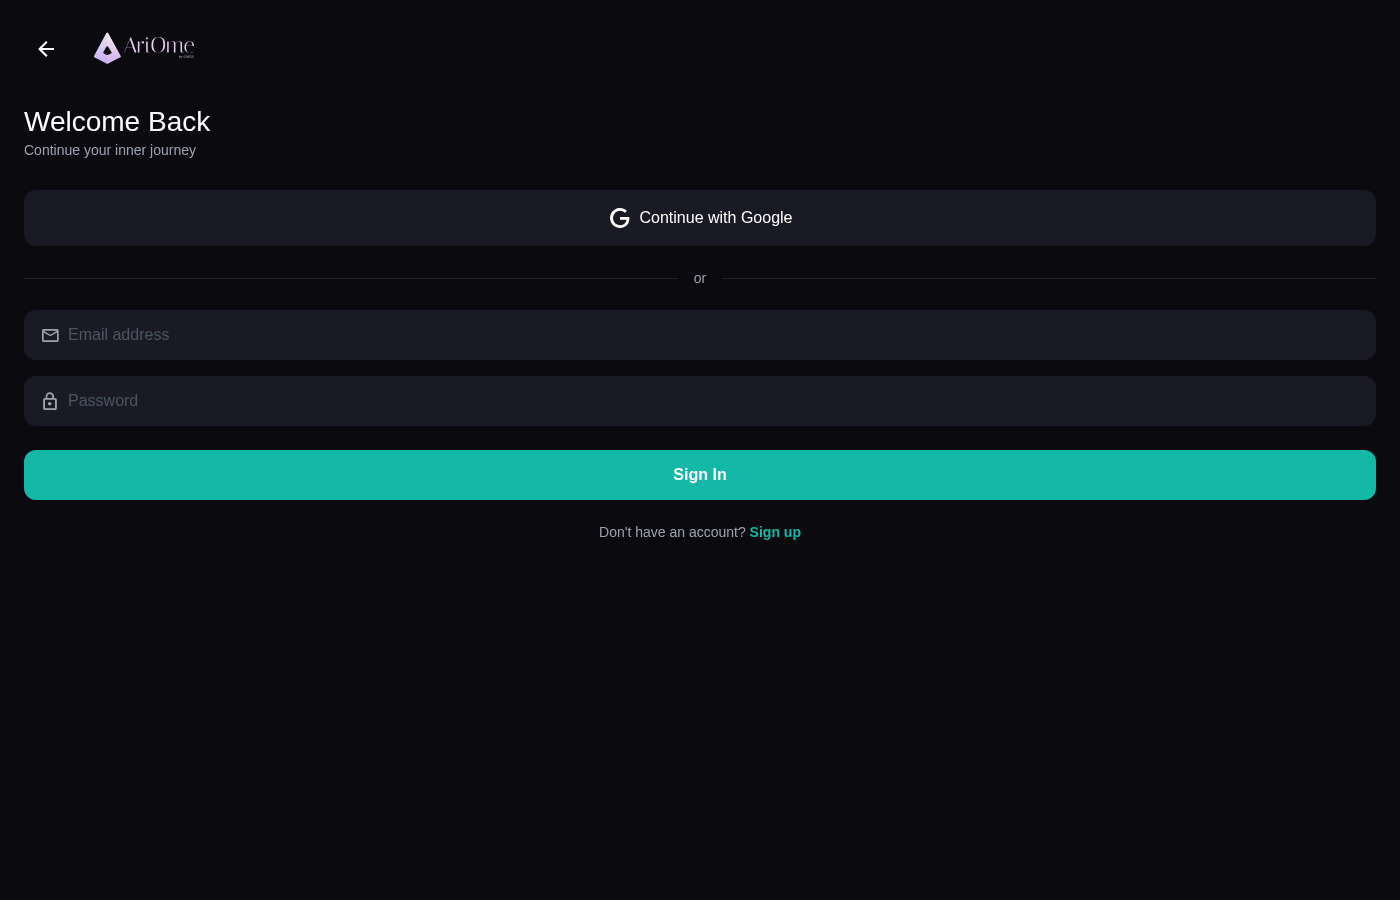 AriOme
Welcome Back
Continue your inner journey
Continue with Google
or
Email address
Password
Sign In
Don't have an account? Sign up